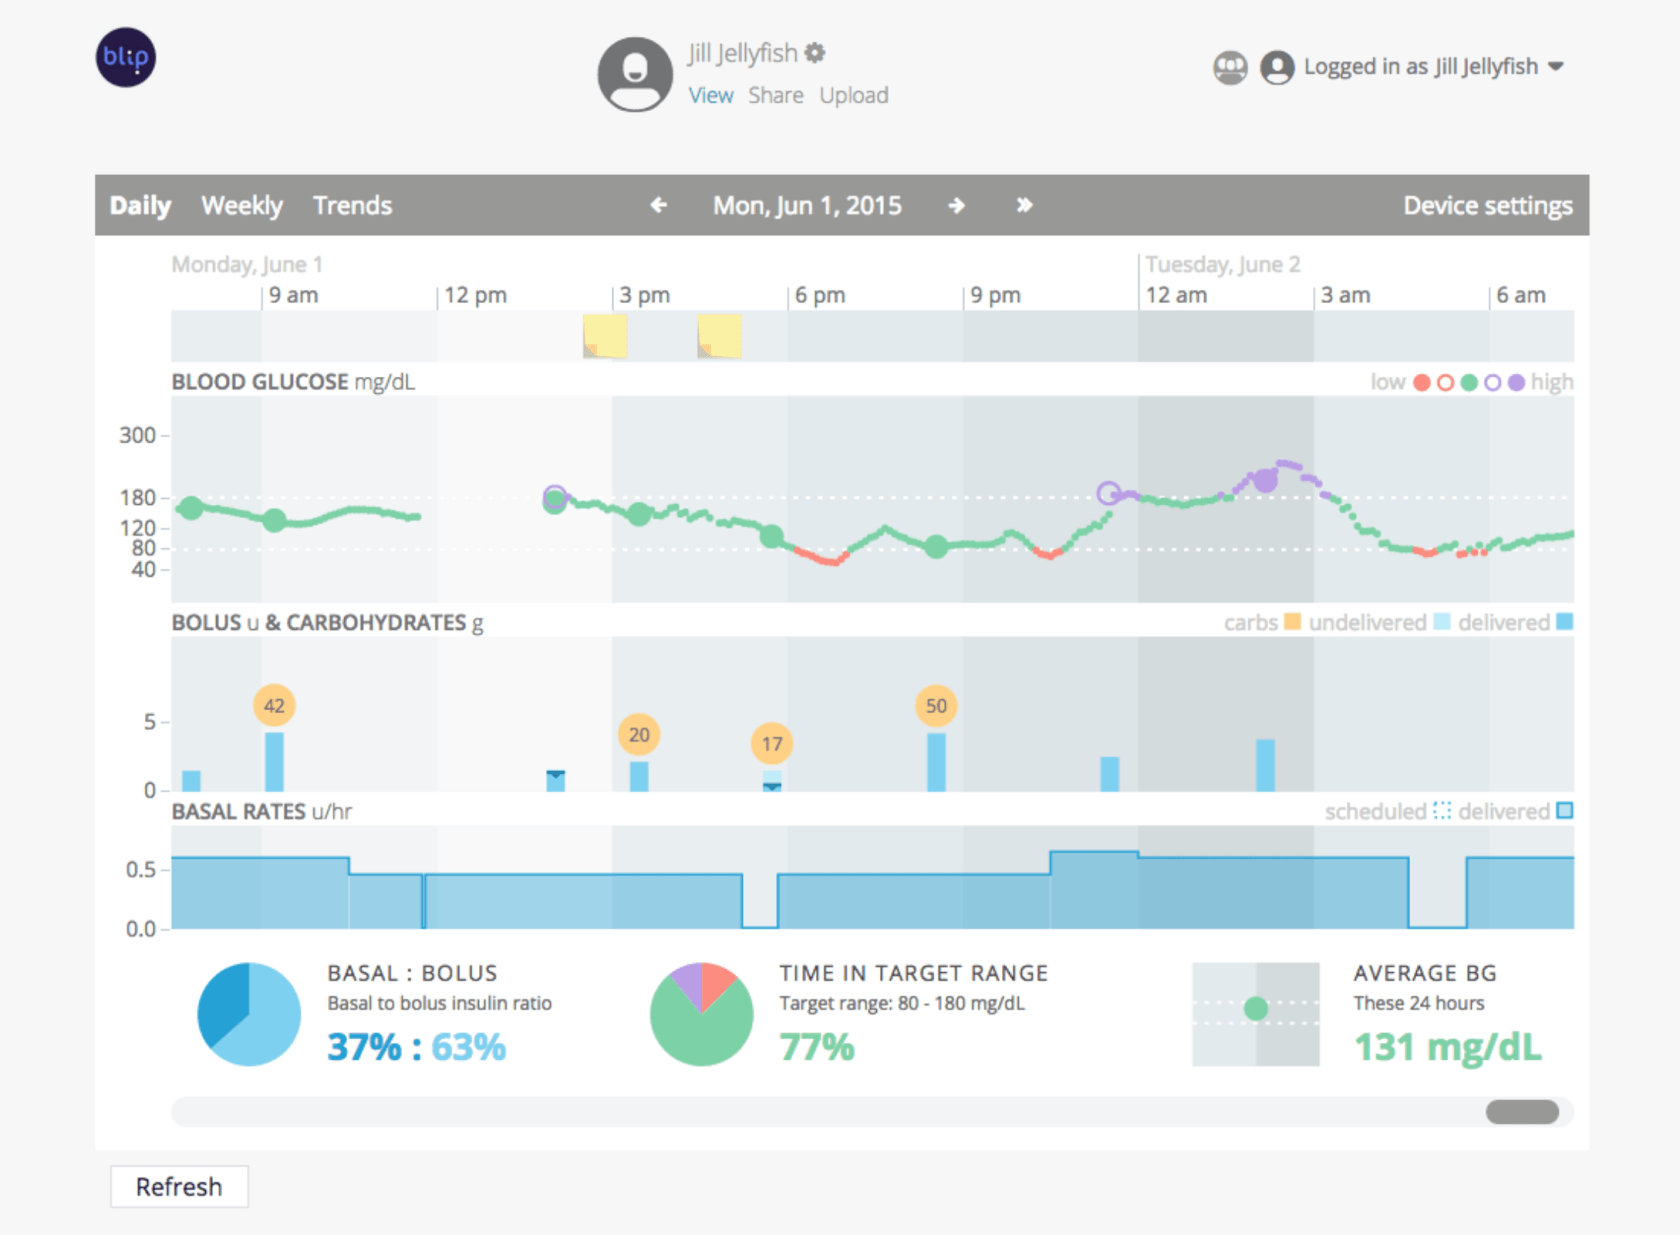 blip
Jill Jellyfish
View Share Upload
Logged in as Jill Jellyfish
Daily Weekly Trends
Mon, Jun 1, 2015
Device settings
Monday, June 1
Tuesday, June 2
9 am 12 pm 3 pm 6 pm 9 pm 12 am 3 am 6 am
BLOOD GLUCOSE mg/dL
low high
300
180
120
80
40
BOLUS u & CARBOHYDRATES g
carbs undelivered delivered
42
50
20
17
5
0
BASAL RATES u/hr
scheduled delivered
0.5
0.0
BASAL : BOLUS
Basal to bolus insulin ratio
37% : 63%
TIME IN TARGET RANGE
Target range: 80 - 180 mg/dL
77%
AVERAGE BG
These 24 hours
131 mg/dL
Refresh